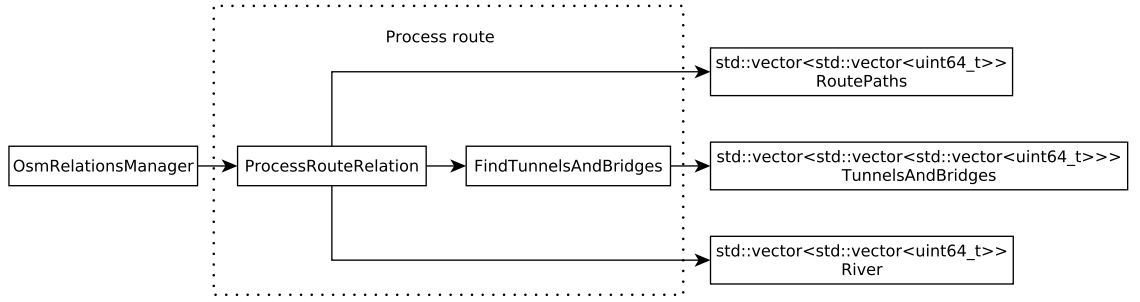 Process route
std::vector<std::vector<uint64_t>>
RoutePaths
OsmRelationsManager
ProcessRouteRelation
FindTunnelsAndBridges
std::vector<std::vector<std::vector<uint64_t>>>
TunnelsAndBridges
std::vector<std::vector<uint64_t>>
River